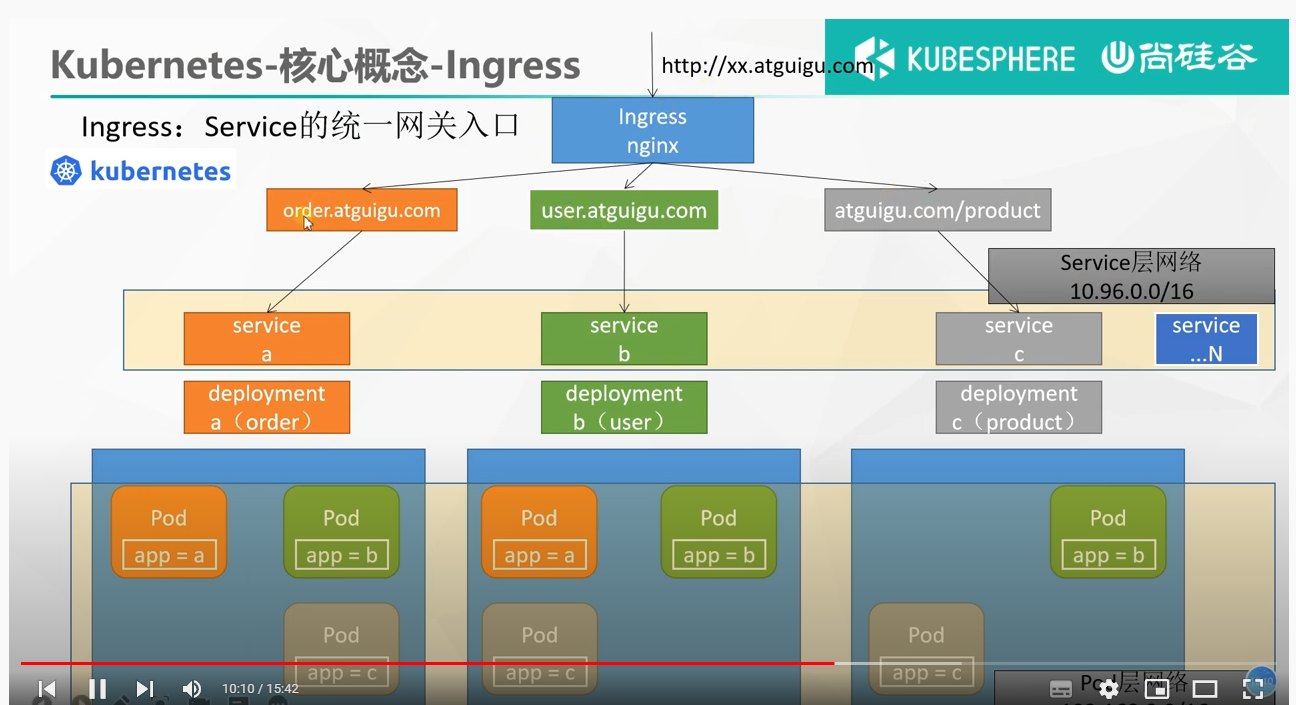 Kubernetes-核心概念-Ingress
http://xx.atguigu.com
KUBESPHERE
尚硅谷
Ingress：Service的统一网关入口
Ingress
nginx
kubernetes
order.atguigu.com
user.atguigu.com
atguigu.com/product
Service层网络
10.96.0.0/16
service
a
service
b
service
c
service
...N
deployment
a（order）
deployment
b（user）
deployment
c（product）
Pod
app = a
Pod
app = b
Pod
app = a
Pod
app = b
Pod
app = b
Pod
app = c
Pod
app = c
Pod
app = c
Pod层网络
10:10 / 15:42